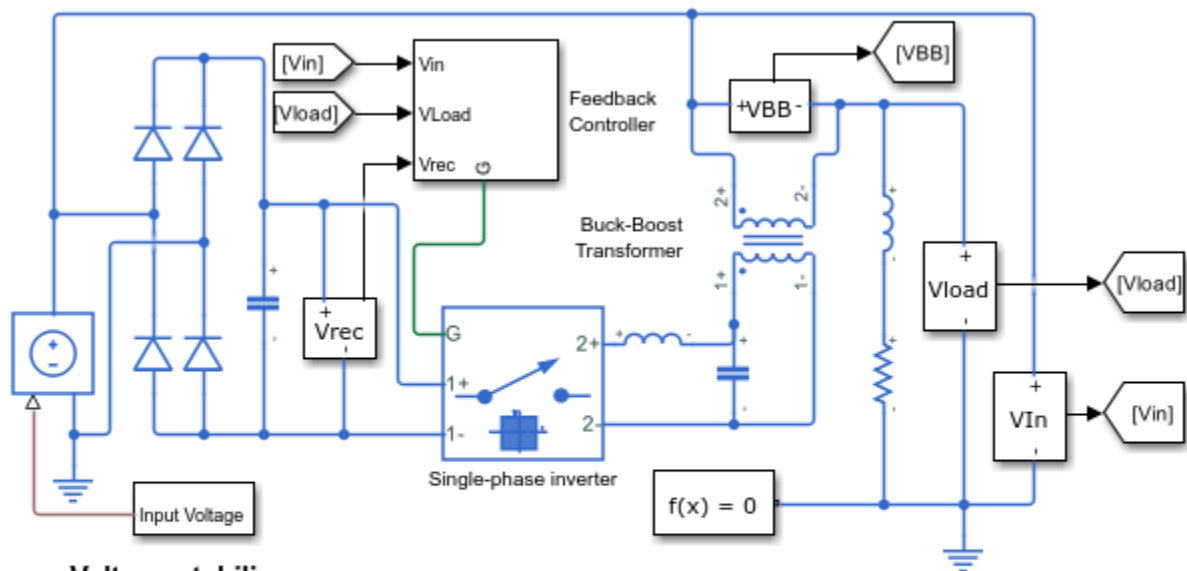 [Vin]
[Vload]
Vin
VLoad
Vrec
G
Feedback
Controller
[VBB]
+VBB-
2+
2-
Buck-Boost
Transformer
1+
1-
+
-
+
Vrec
-
G
1+
1-
2+
2-
Single-phase inverter
+
-
+
-
+
-
+
-
+
Vload
-
[Vload]
+
VIn
-
[Vin]
+
-
Input Voltage
f(x) = 0